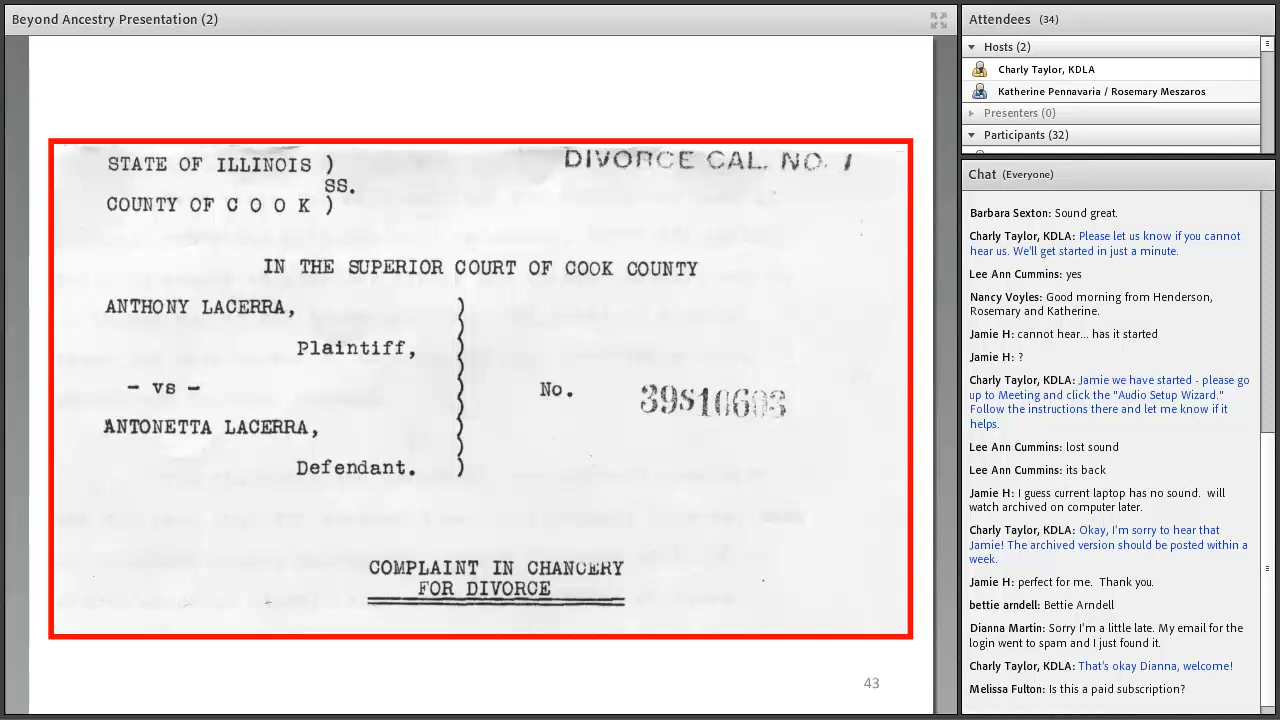 Beyond Ancestry Presentation (2)
STATE OF ILLINOIS )
SS.
COUNTY OF C O O K )
DIVORCE CAL. NO. 1
IN THE SUPERIOR COURT OF COOK COUNTY
ANTHONY LACERRA,
Plaintiff,
- vs -
ANTONETTA LACERRA,
Defendant.
No. 39S10603
COMPLAINT IN CHANCERY
FOR DIVORCE
43
Attendees (34)
Hosts (2)
Charly Taylor, KDLA
Katherine Pennavaria / Rosemary Meszaros
Presenters (0)
Participants (32)
Chat (Everyone)
Barbara Sexton: Sound great.
Charly Taylor, KDLA: Please let us know if you cannot
hear us. We'll get started in just a minute.
Lee Ann Cummins: yes
Nancy Voyles: Good morning from Henderson,
Rosemary and Katherine.
Jamie H: cannot hear... has it started
Jamie H: ?
Charly Taylor, KDLA: Jamie we have started - please go
up to Meeting and click the "Audio Setup Wizard."
Follow the instructions there and let me know if it
helps.
Lee Ann Cummins: lost sound
Lee Ann Cummins: its back
Jamie H: I guess current laptop has no sound. will
watch archived on computer later.
Charly Taylor, KDLA: Okay, I'm sorry to hear that
Jamie! The archived version should be posted within a
week.
Jamie H: perfect for me. Thank you.
bettie arndell: Bettie Arndell
Dianna Martin: Sorry I'm a little late. My email for the
login went to spam and I just found it.
Charly Taylor, KDLA: That's okay Dianna, welcome!
Melissa Fulton: Is this a paid subscription?